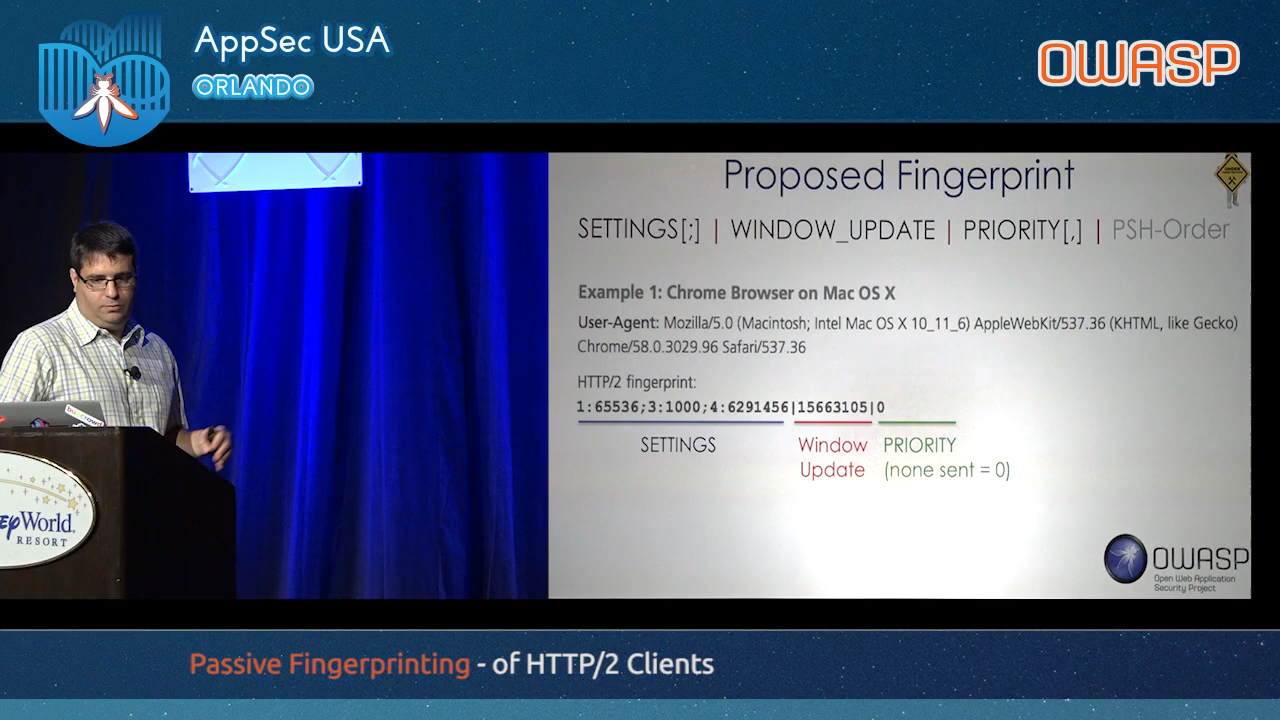 AppSec USA
ORLANDO
OWASP
Proposed Fingerprint
SETTINGS[;] | WINDOW_UPDATE | PRIORITY[,] | PSH-Order
Example 1: Chrome Browser on Mac OS X
User-Agent: Mozilla/5.0 (Macintosh; Intel Mac OS X 10_11_6) AppleWebKit/537.36 (KHTML, like Gecko)
Chrome/58.0.3029.96 Safari/537.36
HTTP/2 fingerprint:
1:65536;3:1000;4:6291456|15663105|0
SETTINGS
Window
Update
PRIORITY
(none sent = 0)
OWASP
Open Web Application
Security Project
World.
RESORT
Passive Fingerprinting - of HTTP/2 Clients